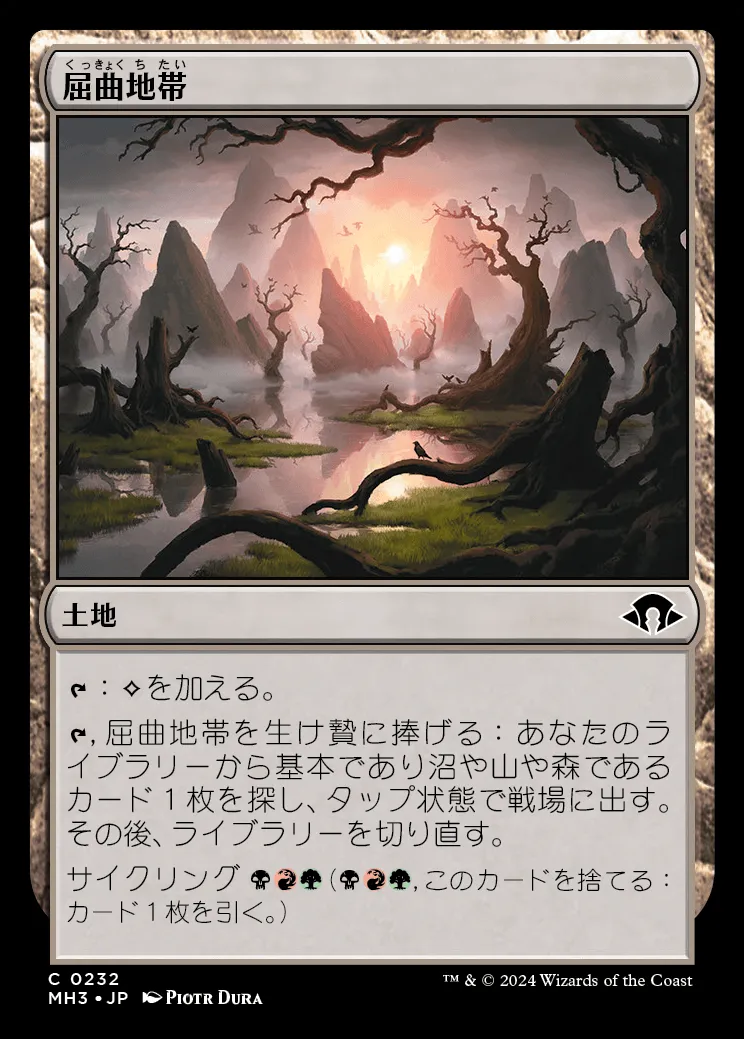 くっきょく ち たい
屈曲地帯
土地
：を加える。
,屈曲地帯を生け贄に捧げる：あなたのラ
イブラリーから基本であり沼や山や森である
カード１枚を探し、タップ状態で戦場に出す。
その後、ライブラリーを切り直す。
サイクリング (,このカードを捨てる：
カード１枚を引く。)
C 0232
MH3 • JP Piotr Dura
™ & © 2024 Wizards of the Coast